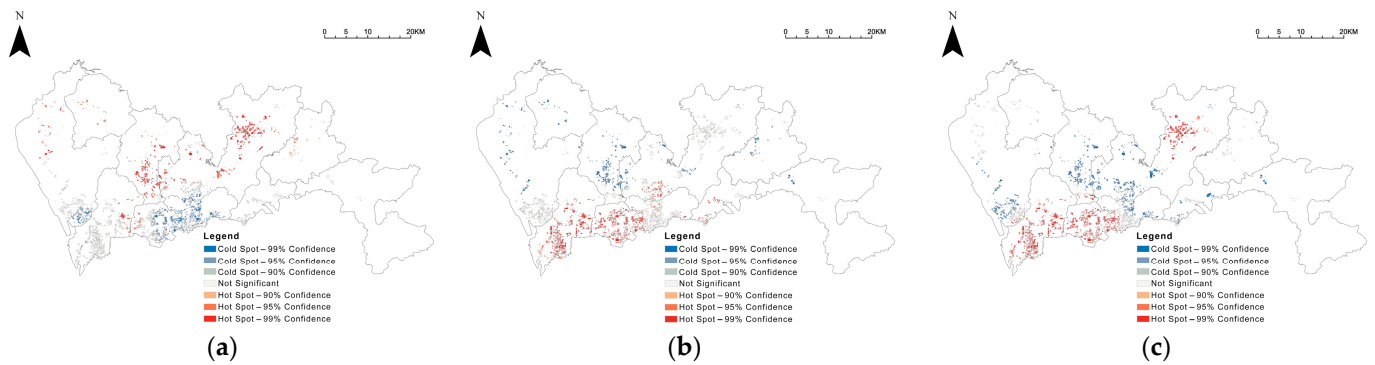 N
0 5 10 20KM
Legend
Cold Spot – 99% Confidence
Cold Spot – 95% Confidence
Cold Spot – 90% Confidence
Not Significant
Hot Spot – 90% Confidence
Hot Spot – 95% Confidence
Hot Spot – 99% Confidence
(a)
N
0 5 10 20KM
Legend
Cold Spot – 99% Confidence
Cold Spot – 95% Confidence
Cold Spot – 90% Confidence
Not Significant
Hot Spot – 90% Confidence
Hot Spot – 95% Confidence
Hot Spot – 99% Confidence
(b)
N
0 5 10 20KM
Legend
Cold Spot – 99% Confidence
Cold Spot – 95% Confidence
Cold Spot – 90% Confidence
Not Significant
Hot Spot – 90% Confidence
Hot Spot – 95% Confidence
Hot Spot – 99% Confidence
(c)